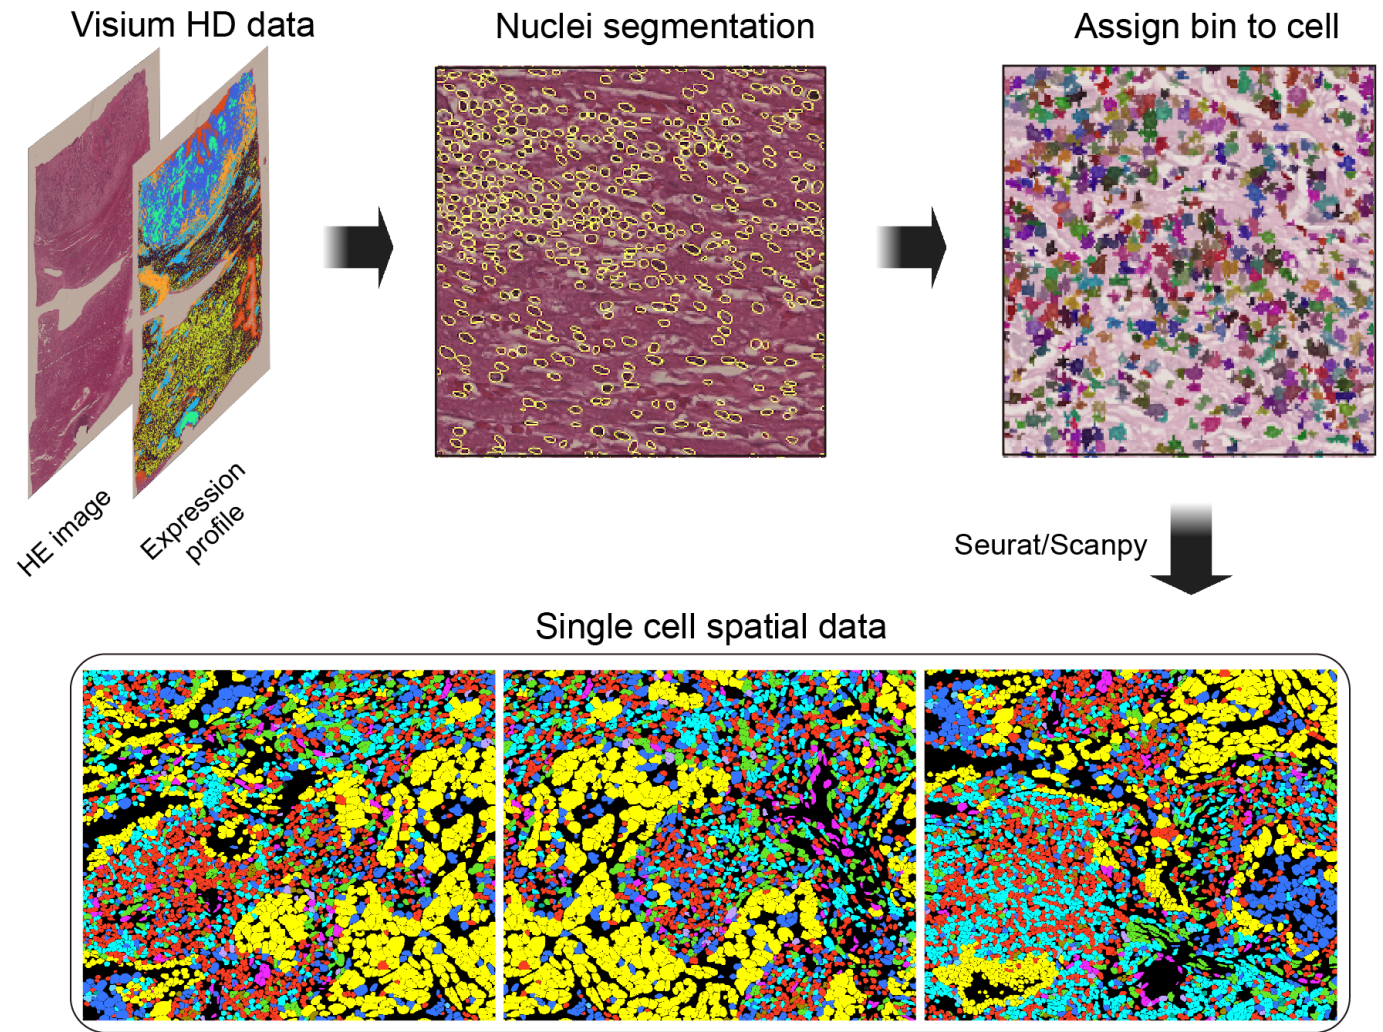 Visium HD data
Nuclei segmentation
Assign bin to cell
HE image
Expression
profile
Seurat/Scanpy
Single cell spatial data